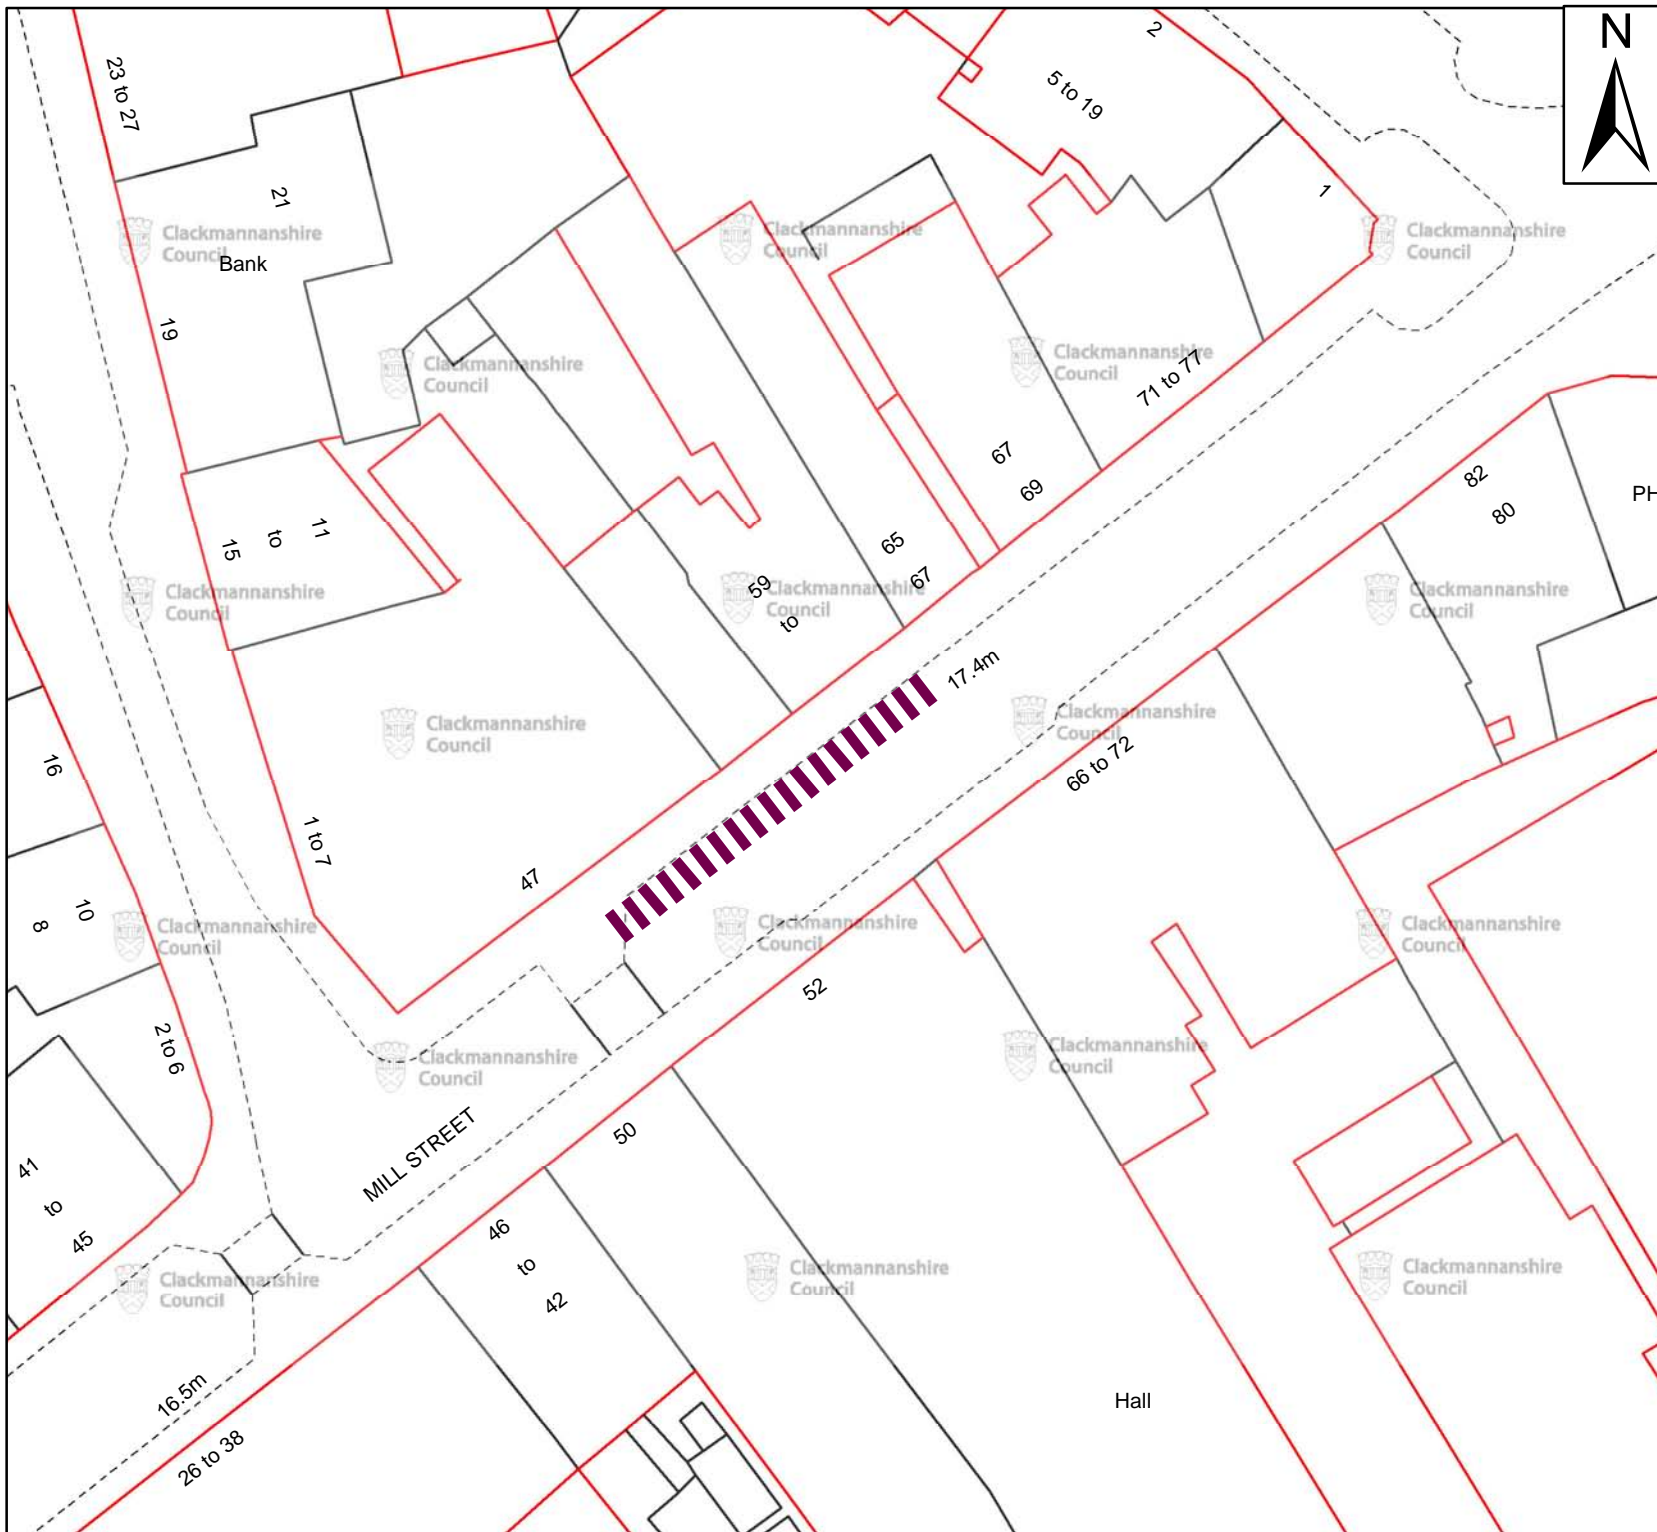 N
2
23 to 27
5 to 19
21
1
Clackmannanshire
Council
Clackmannanshire
Council
Clackmannanshire
Council
Bank
19
Clackmannanshire
Council
Clackmannanshire
Council
71 to 77
67
69
82
80
PH
15
to
11
65
67
59
to
Clackmannanshire
Council
Clackmannanshire
Council
Clackmannanshire
Council
17.4m
Clackmannanshire
Council
Clackmannanshire
Council
66 to 72
16
1 to 7
47
10
8
Clackmannanshire
Council
Clackmannanshire
Council
Clackmannanshire
Council
52
2 to 6
Clackmannanshire
Council
Clackmannanshire
Council
MILL STREET
50
41
to
45
46
to
42
Clackmannanshire
Council
Clackmannanshire
Council
Clackmannanshire
Council
16.5m
26 to 38
Hall